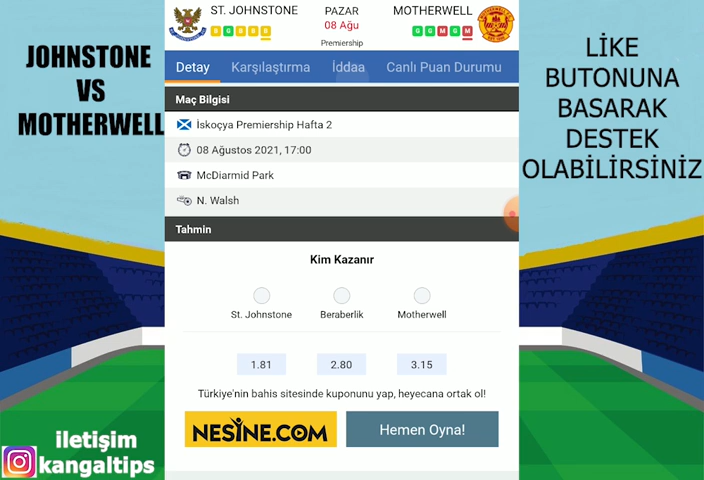 JOHNSTONE
VS
MOTHERWELL
ST. JOHNSTONE
B G B B B
PAZAR
08 Ağu
Premiership
MOTHERWELL
G G M G M
Detay
Karşılaştırma
İddaa
Canlı Puan Durumu
Maç Bilgisi
İskoçya Premiership Hafta 2
08 Ağustos 2021, 17:00
McDiarmid Park
N. Walsh
Tahmin
Kim Kazanır
St. Johnstone
Beraberlik
Motherwell
1.81
2.80
3.15
Türkiye'nin bahis sitesinde kuponunu yap, heyecana ortak ol!
NESİNE.COM
Hemen Oyna!
LİKE
BUTONUNA
BASARAK
DESTEK
OLABİLİRSİNİZ
iletişim
kangaltips